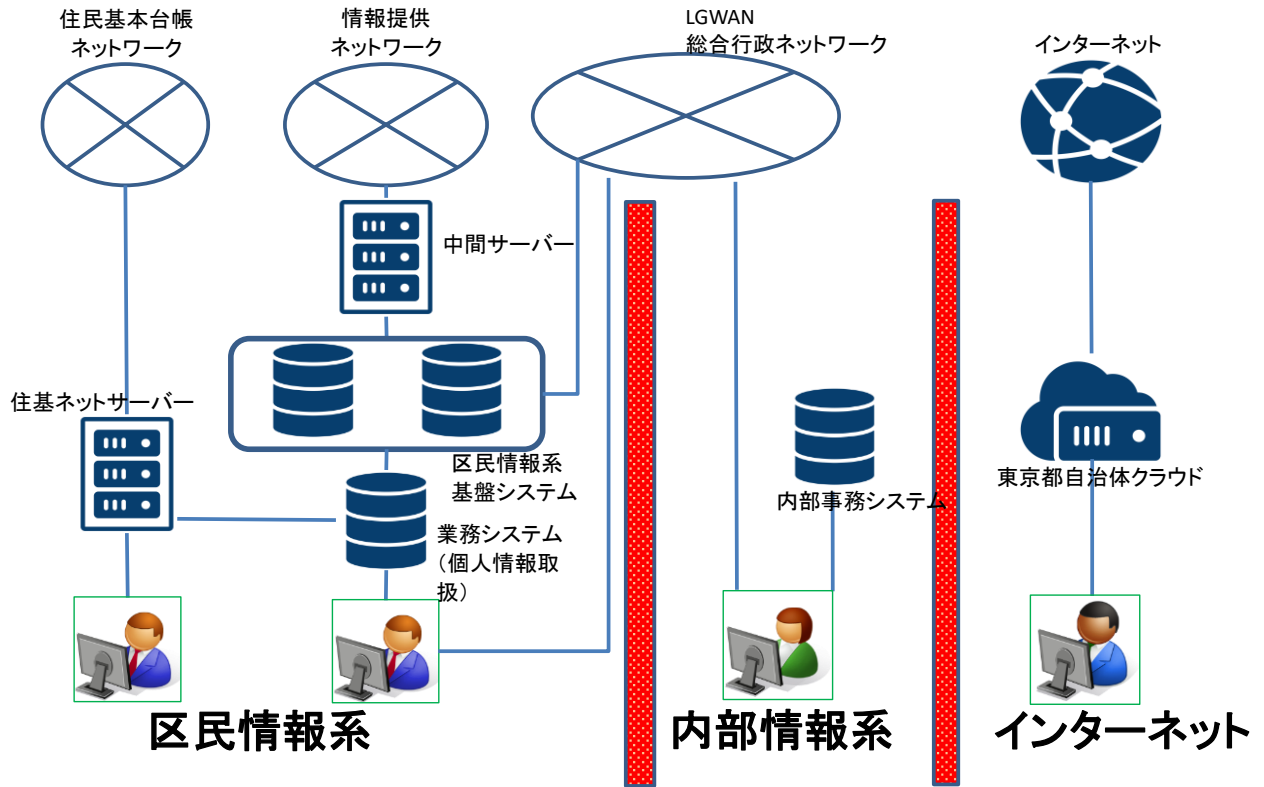 住民基本台帳
ネットワーク
情報提供
ネットワーク
LGWAN
総合行政ネットワーク
インターネット
中間サーバー
住基ネットサーバー
区民情報系
基盤システム
業務システム
（個人情報取
扱）
内部事務システム
東京都自治体クラウド
区民情報系
内部情報系
インターネット